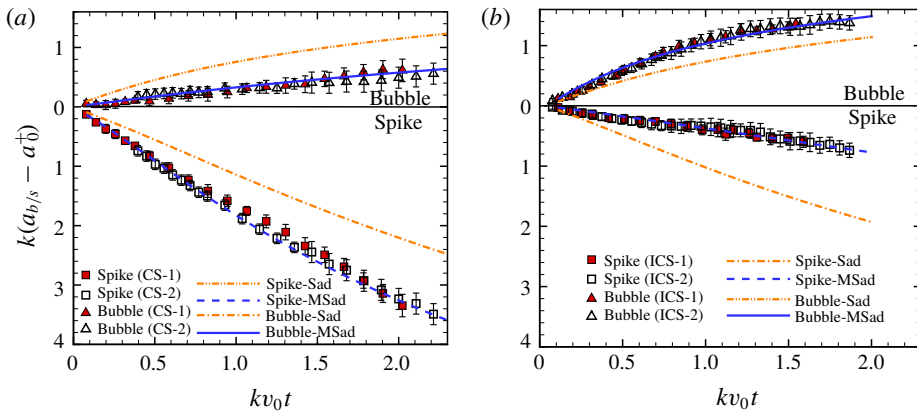 (a)
1
0
1
2
3
4
Bubble
Spike
k(a_{b/s} − a_0^+)
Spike (CS-1)
Spike (CS-2)
Bubble (CS-1)
Bubble (CS-2)
Spike-Sad
Spike-MSad
Bubble-Sad
Bubble-MSad
0 0.5 1.0 1.5 2.0
kv_0t
(b)
1
0
1
2
3
4
Bubble
Spike
Spike (ICS-1)
Spike (ICS-2)
Bubble (ICS-1)
Bubble (ICS-2)
Spike-Sad
Spike-MSad
Bubble-Sad
Bubble-MSad
0 0.5 1.0 1.5 2.0
kv_0t